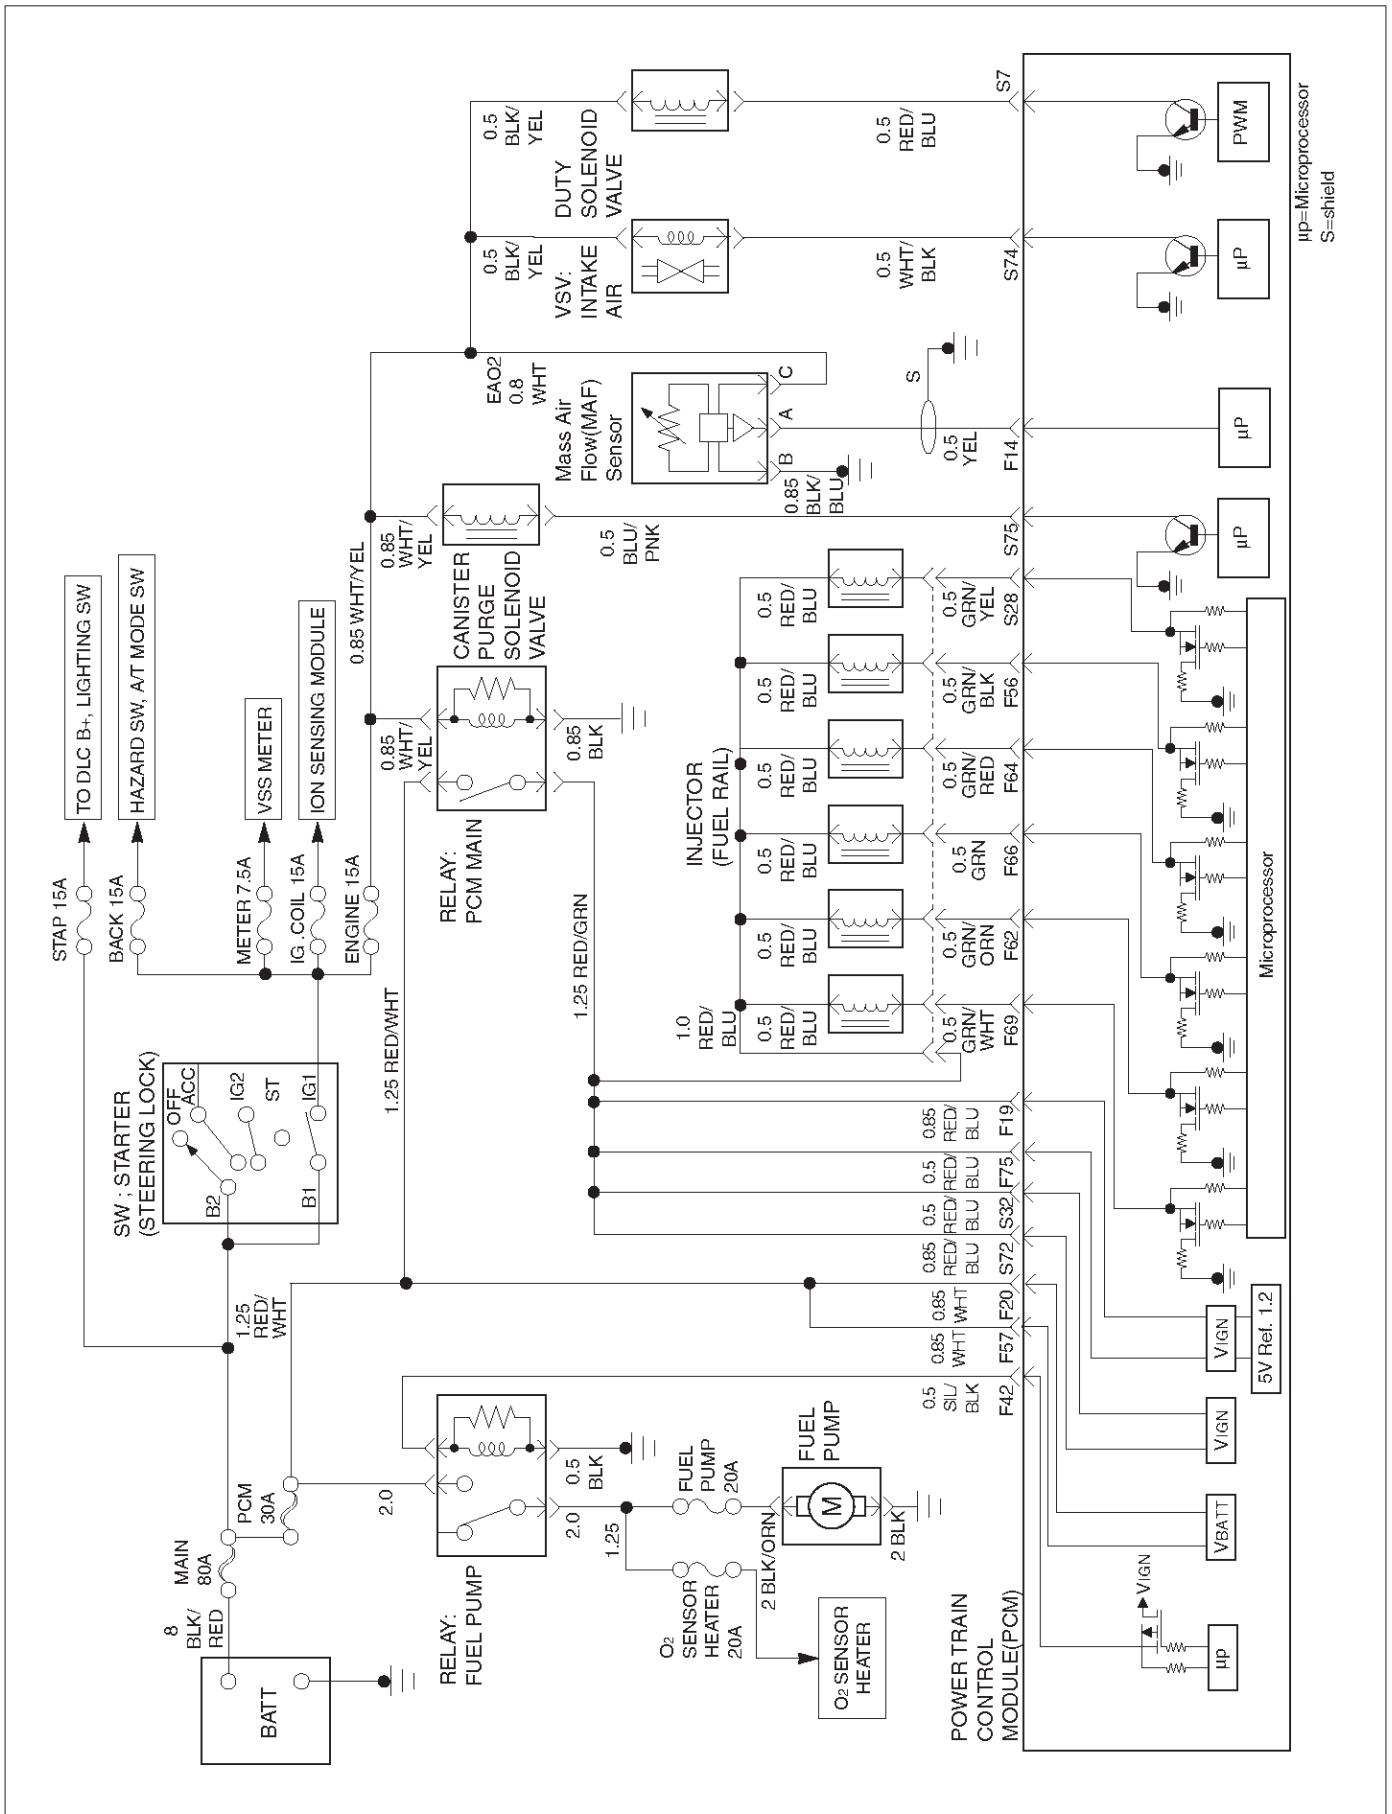 BATT
8
BLK/
RED
MAIN
80A
PCM
30A
1.25
RED/
WHT
SW ; STARTER
(STEERING LOCK)
B2
B1
OFF
ACC
IG2
ST
IG1
STAP 15A
TO DLC B+, LIGHTING SW
BACK 15A
HAZARD SW, A/T MODE SW
METER 7.5A
VSS METER
IG .COIL 15A
ION SENSING MODULE
ENGINE 15A
0.85 WHT/YEL
1.25 RED/WHT
RELAY:
FUEL PUMP
2.0
2.0
0.5
BLK
1.25
FUEL
PUMP
20A
O2
SENSOR
HEATER
20A
2 BLK/ORN
FUEL
PUMP
M
2 BLK
O2 SENSOR
HEATER
RELAY:
PCM MAIN
0.85
WHT/
YEL
0.85
BLK
1.25 RED/GRN
CANISTER
PURGE
SOLENOID
VALVE
0.85
WHT/
YEL
0.5
BLU/
PNK
EAO2
0.8
WHT
Mass Air
Flow(MAF)
Sensor
B
A
C
0.85
BLK/
BLU
S
0.5
YEL
VSV:
INTAKE
AIR
0.5
BLK/
YEL
0.5
WHT/
BLK
DUTY
SOLENOID
VALVE
0.5
BLK/
YEL
0.5
RED/
BLU
INJECTOR
(FUEL RAIL)
1.0
RED/
BLU
0.5
RED/
BLU
0.5
RED/
BLU
0.5
RED/
BLU
0.5
RED/
BLU
0.5
RED/
BLU
0.5
RED/
BLU
0.5
GRN/
WHT
0.5
GRN/
ORN
0.5
GRN
0.5
GRN/
RED
0.5
GRN/
BLK
0.5
GRN/
YEL
0.5
SIL/
BLK
0.85
WHT
0.85
WHT
0.85
RED/
BLU
0.5
RED/
BLU
0.5
RED/
BLU
0.85
RED/
BLU
F42
F57
F20
S72
S32
F75
F19
F69
F62
F66
F64
F56
S28
S75
F14
S74
S7
POWER TRAIN
CONTROL
MODULE(PCM)
µp
VIGN
VBATT
VIGN
VIGN
5V Ref. 1.2
Microprocessor
µP
µP
µP
PWM
µp=Microprocessor
S=shield